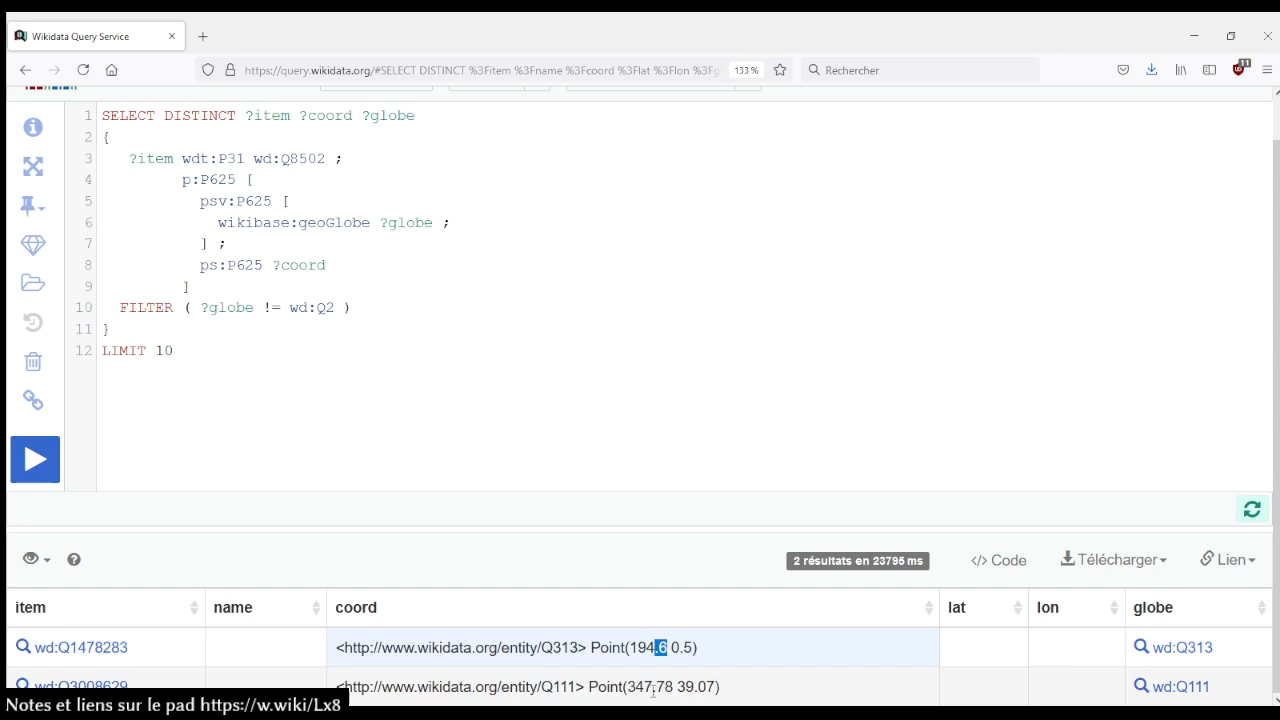 Wikidata Query Service
https://query.wikidata.org/#SELECT DISTINCT %3Fitem %3Fname %3Fcoord %3Flat %3Flon %3Fg
133 %
Rechercher
11
1 SELECT DISTINCT ?item ?coord ?globe
2 {
3 ?item wdt:P31 wd:Q8502 ;
4 p:P625 [
5 psv:P625 [
6 wikibase:geoGlobe ?globe ;
7 ] ;
8 ps:P625 ?coord
9 ]
10 FILTER ( ?globe != wd:Q2 )
11 }
12 LIMIT 10
2 résultats en 23795 ms
</> Code
Télécharger
Lien
item name coord lat lon globe
wd:Q1478283 <http://www.wikidata.org/entity/Q313> Point(194.6 0.5) wd:Q313
wd:Q3008629 <http://www.wikidata.org/entity/Q111> Point(347.78 39.07) wd:Q111
Notes et liens sur le pad https://w.wiki/Lx8